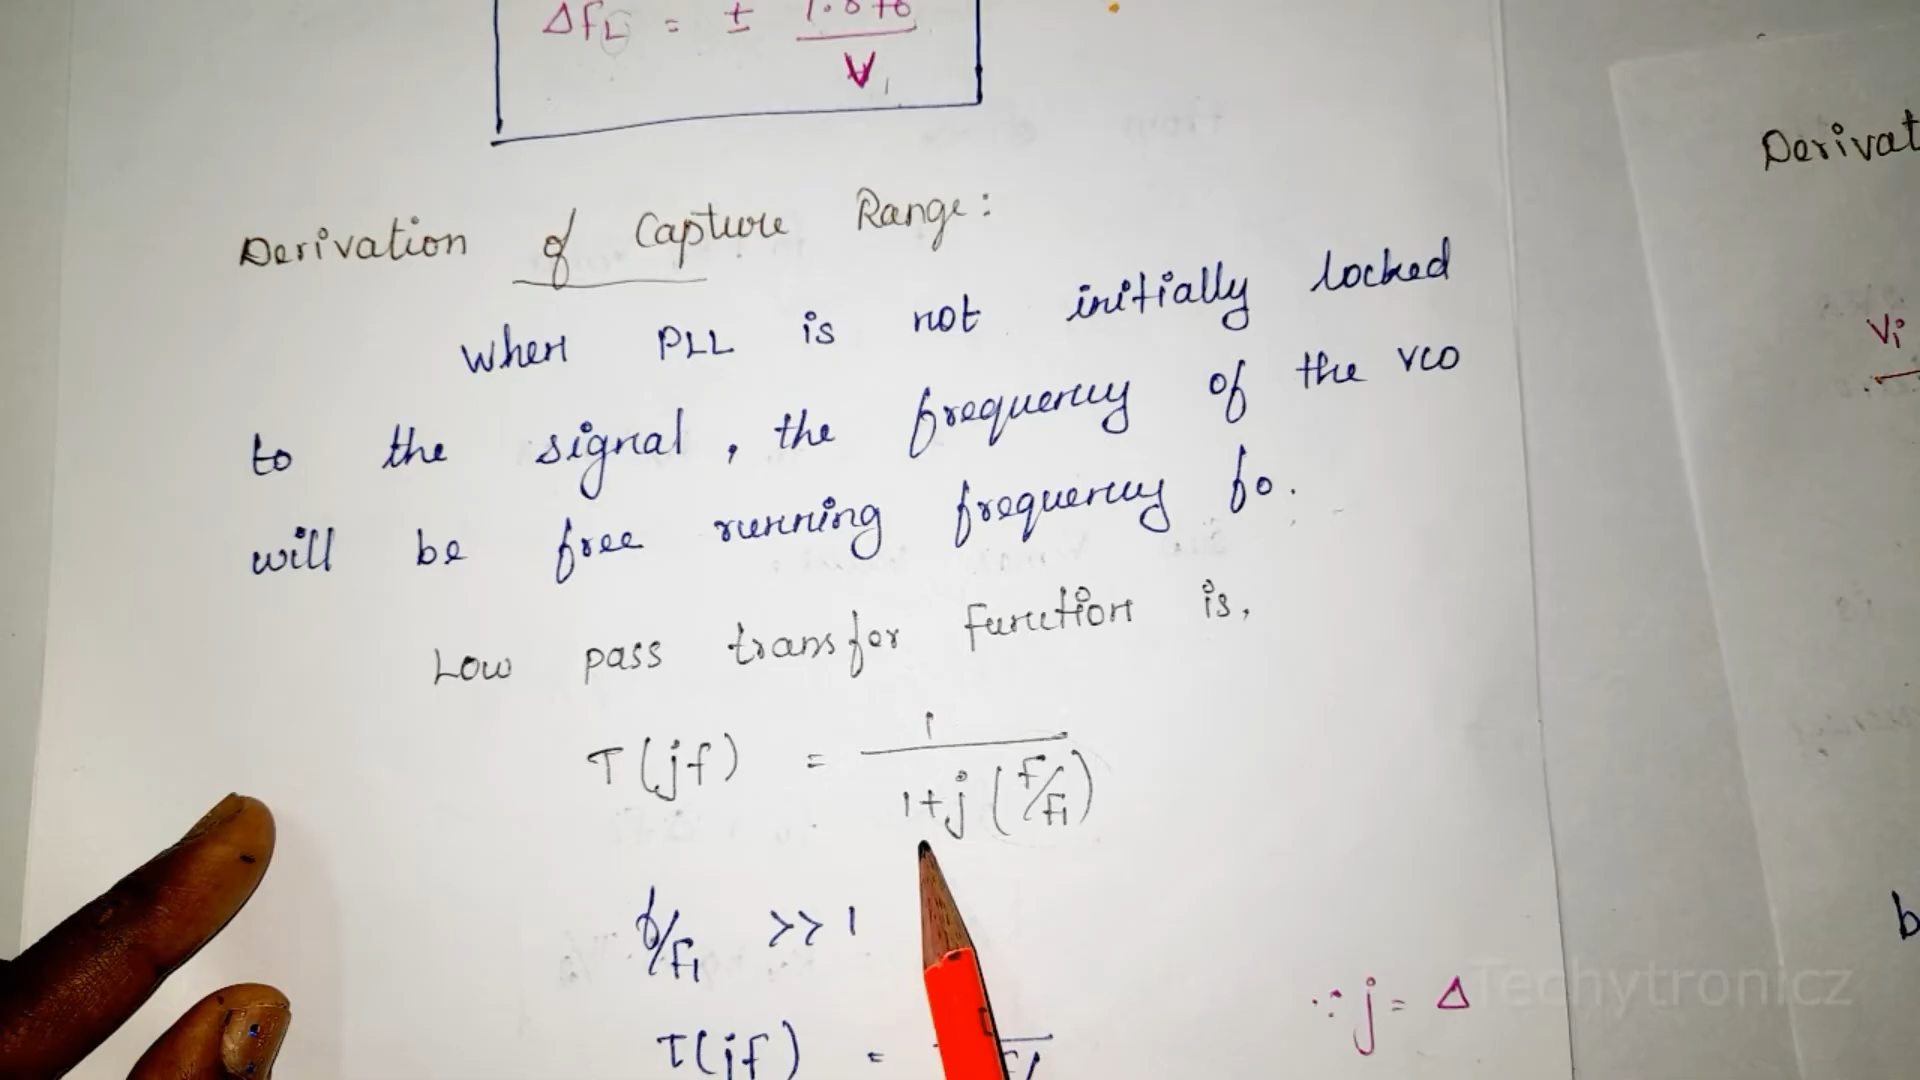 ΔfL = ±
V
Derivation of Capture Range:
When PLL is not initially locked
to the signal, the frequency of the VCO
will be free running frequency fo.
Low pass transfer Function is,
T(jf) = 1 / 1+j (F/F1)
f/F1 >> 1
∵ j = Δ
T(jf) =
Derivat
Vi
b
Techytronicz